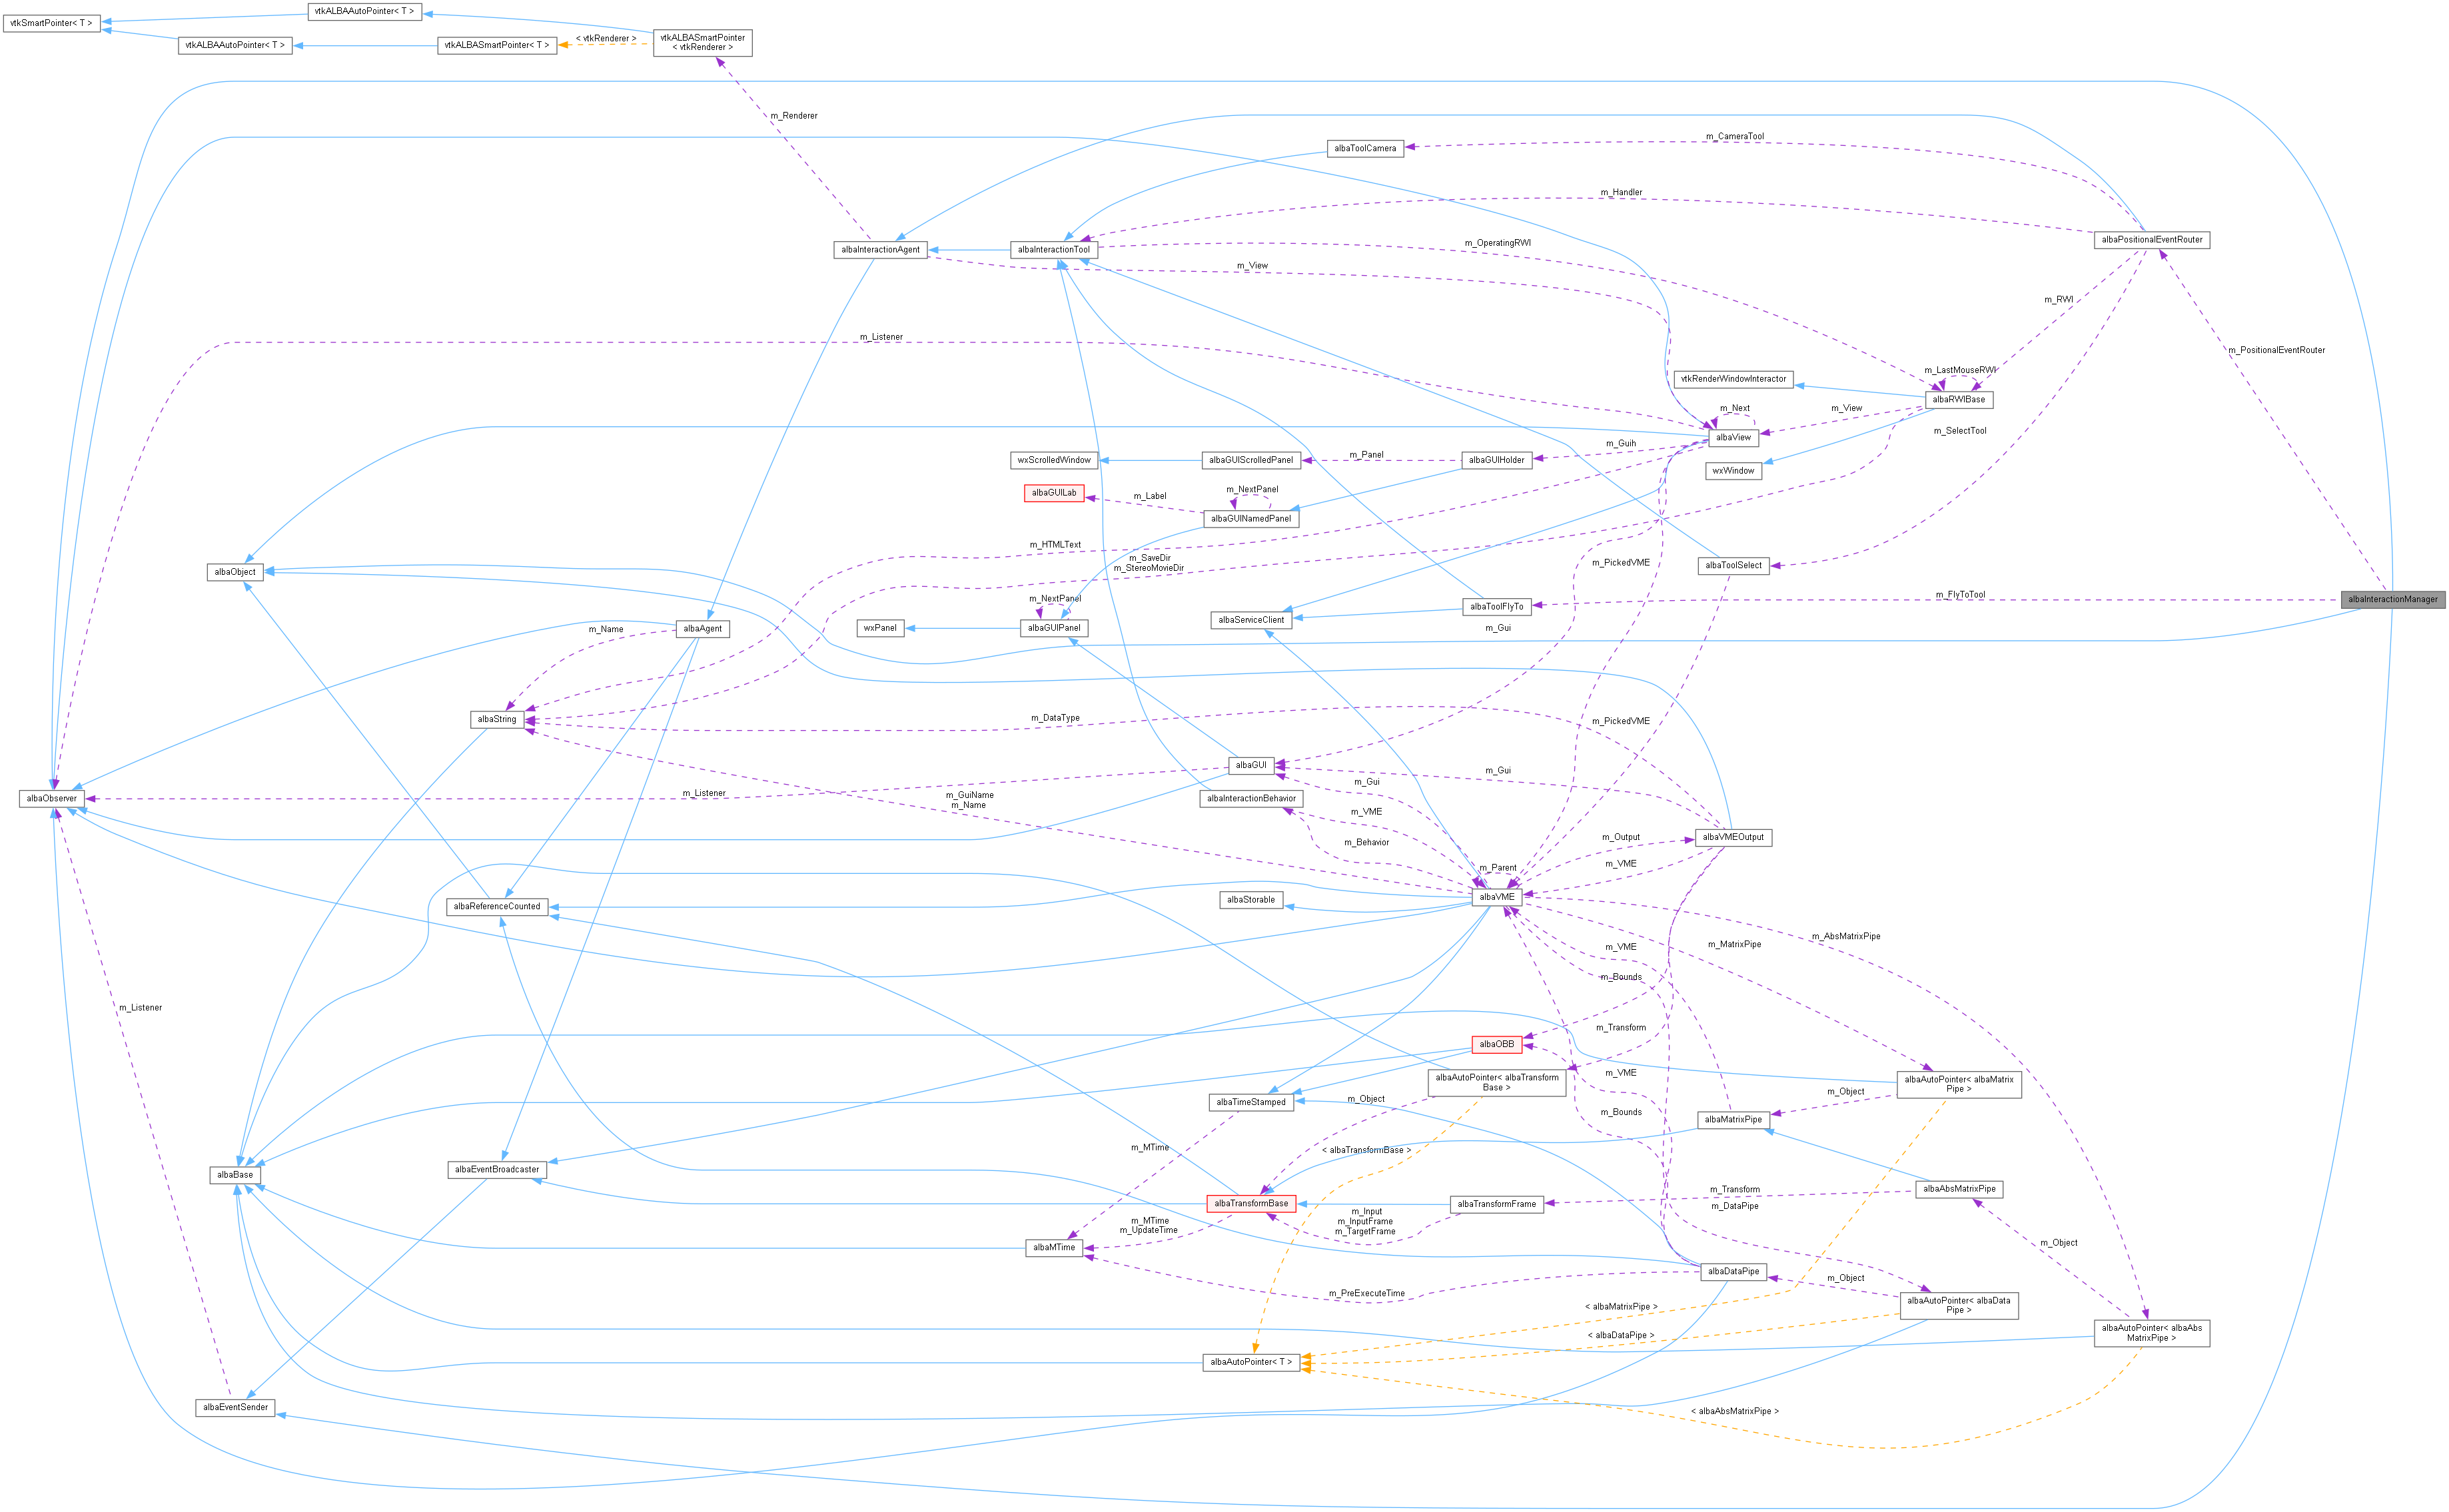 vtkSmartPointer< T >
vtkALBAAutoPointer< T >
vtkALBAAutoPointer< T >
vtkALBASmartPointer< T >
< vtkRenderer >
vtkALBASmartPointer
< vtkRenderer >
m_Renderer
m_CameraTool
albaToolCamera
m_Handler
albaInteractionAgent
albaInteractionTool
m_OperatingRWI
albaPositionalEventRouter
m_View
m_RWI
m_Listener
m_PositionalEventRouter
vtkRenderWindowInteractor
m_LastMouseRWI
albaRWIBase
m_Next
m_View
albaView
m_SelectTool
m_Guih
wxScrolledWindow
albaGUIScrolledPanel
m_Panel
albaGUIHolder
wxWindow
albaGUILab
m_Label
m_NextPanel
albaGUINamedPanel
m_HTMLText
m_SaveDir
m_StereoMovieDir
m_PickedVME
albaToolSelect
albaObject
m_NextPanel
albaToolFlyTo
m_FlyToTool
albaInteractionManager
albaServiceClient
wxPanel
albaGUIPanel
m_Gui
albaAgent
m_Name
albaString
m_DataType
m_PickedVME
albaGUI
m_Gui
m_Gui
m_Listener
albaObserver
m_GuiName
m_Name
albaInteractionBehavior
m_VME
m_Behavior
m_Output
albaVMEOutput
m_VME
m_Parent
albaVME
albaReferenceCounted
albaStorable
m_AbsMatrixPipe
m_VME
m_MatrixPipe
m_Bounds
m_Listener
m_Transform
albaOBB
albaAutoPointer< albaTransform
Base >
m_VME
albaAutoPointer< albaMatrix
Pipe >
m_Object
albaTimeStamped
m_Object
m_Bounds
albaMatrixPipe
m_MTime
< albaTransformBase >
albaBase
albaEventBroadcaster
albaTransformBase
albaTransformFrame
m_Transform
m_DataPipe
albaAbsMatrixPipe
m_Input
m_InputFrame
m_TargetFrame
m_MTime
m_UpdateTime
albaMTime
m_Object
albaDataPipe
m_Object
m_PreExecuteTime
albaAutoPointer< albaData
Pipe >
< albaMatrixPipe >
< albaDataPipe >
albaAutoPointer< albaAbs
MatrixPipe >
albaAutoPointer< T >
albaEventSender
< albaAbsMatrixPipe >